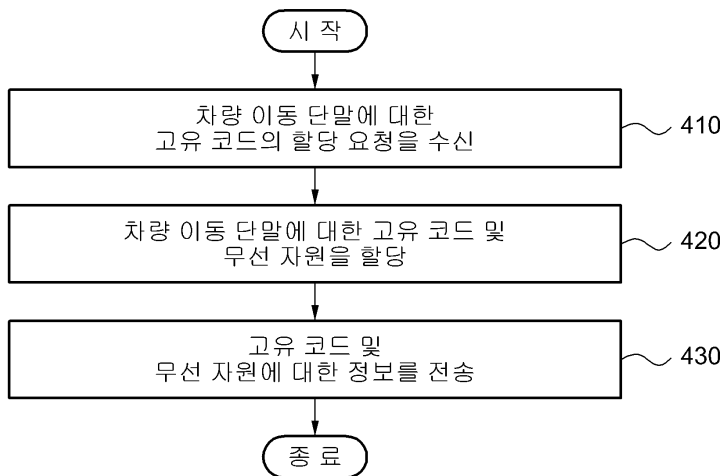 시 작
차량 이동 단말에 대한
고유 코드의 할당 요청을 수신
410
차량 이동 단말에 대한 고유 코드 및
무선 자원을 할당
420
고유 코드 및
무선 자원에 대한 정보를 전송
430
종 료